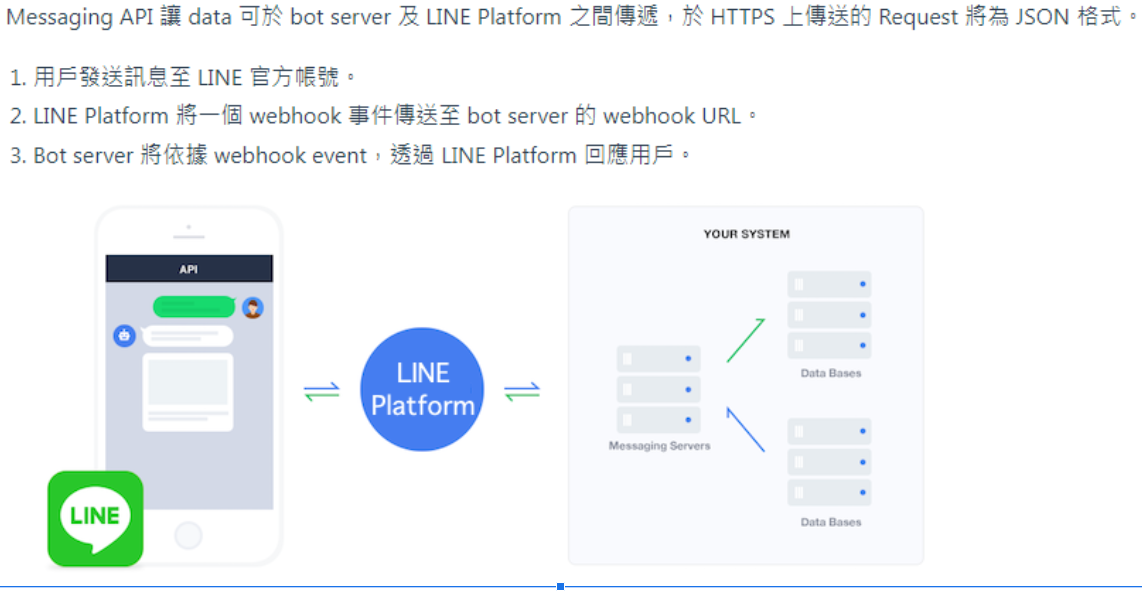 Messaging API 讓 data 可於 bot server 及 LINE Platform 之間傳遞，於 HTTPS 上傳送的 Request 將為 JSON 格式。
1. 用戶發送訊息至 LINE 官方帳號。
2. LINE Platform 將一個 webhook 事件傳送至 bot server 的 webhook URL。
3. Bot server 將依據 webhook event，透過 LINE Platform 回應用戶。
YOUR SYSTEM
API
LINE
Platform
Data Bases
Messaging Servers
LINE
Data Bases